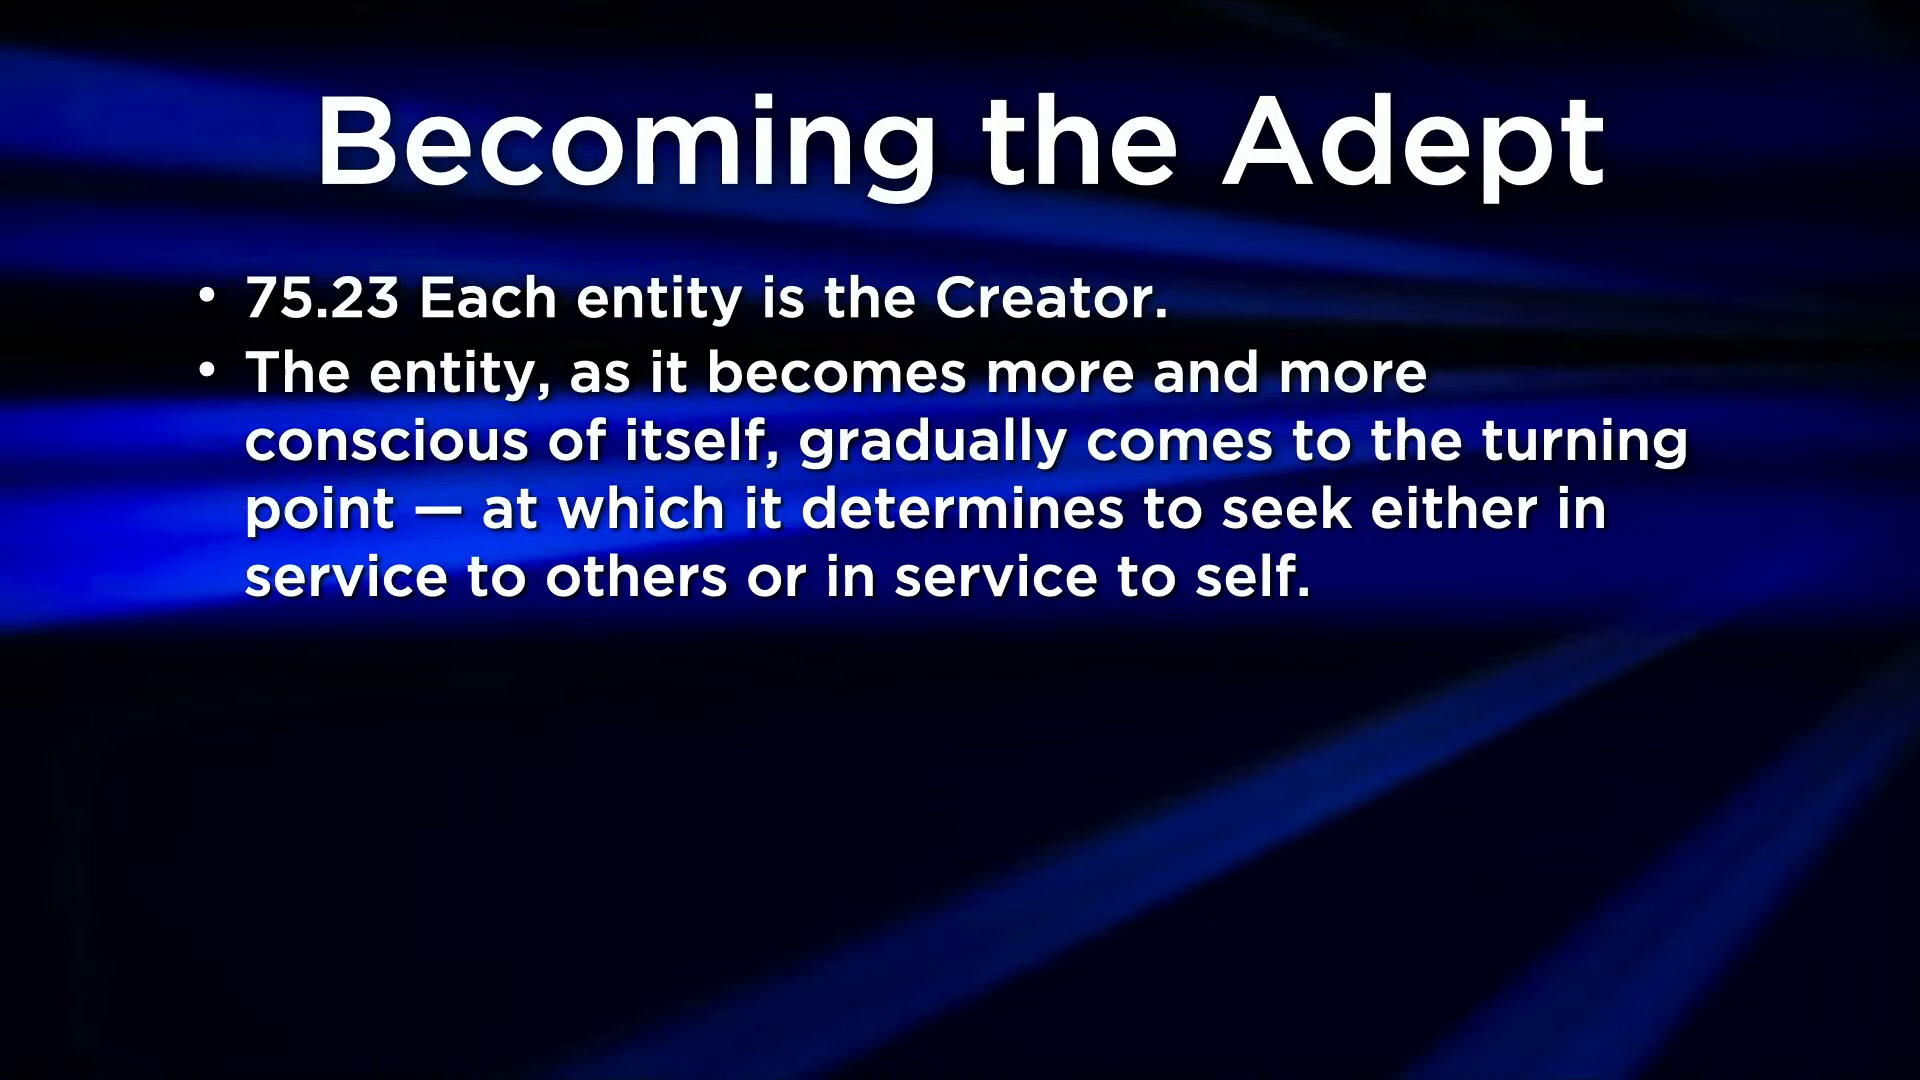 Becoming the Adept
• 75.23 Each entity is the Creator.
• The entity, as it becomes more and more
conscious of itself, gradually comes to the turning
point — at which it determines to seek either in
service to others or in service to self.